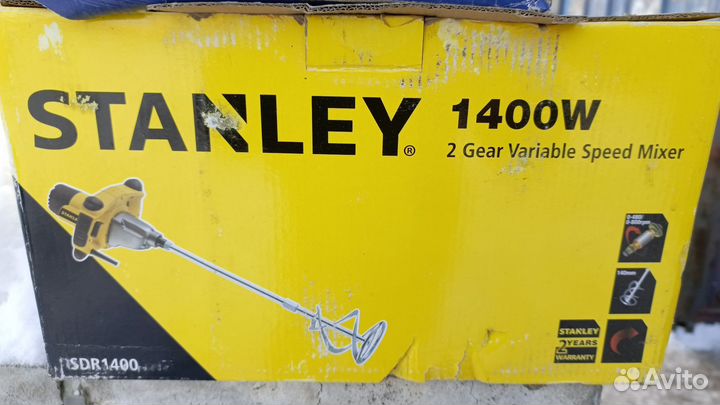 STANLEY®
1400W
2 Gear Variable Speed Mixer
STANLEY
140mm
SDR1400
STANLEY
2 YEARS
WARRANTY
Avito